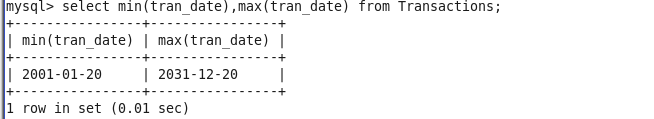 mysql> select min(tran_date),max(tran_date) from Transactions;
+----------------+----------------+
| min(tran_date) | max(tran_date) |
+----------------+----------------+
| 2001-01-20     | 2031-12-20     |
+----------------+----------------+
1 row in set (0.01 sec)